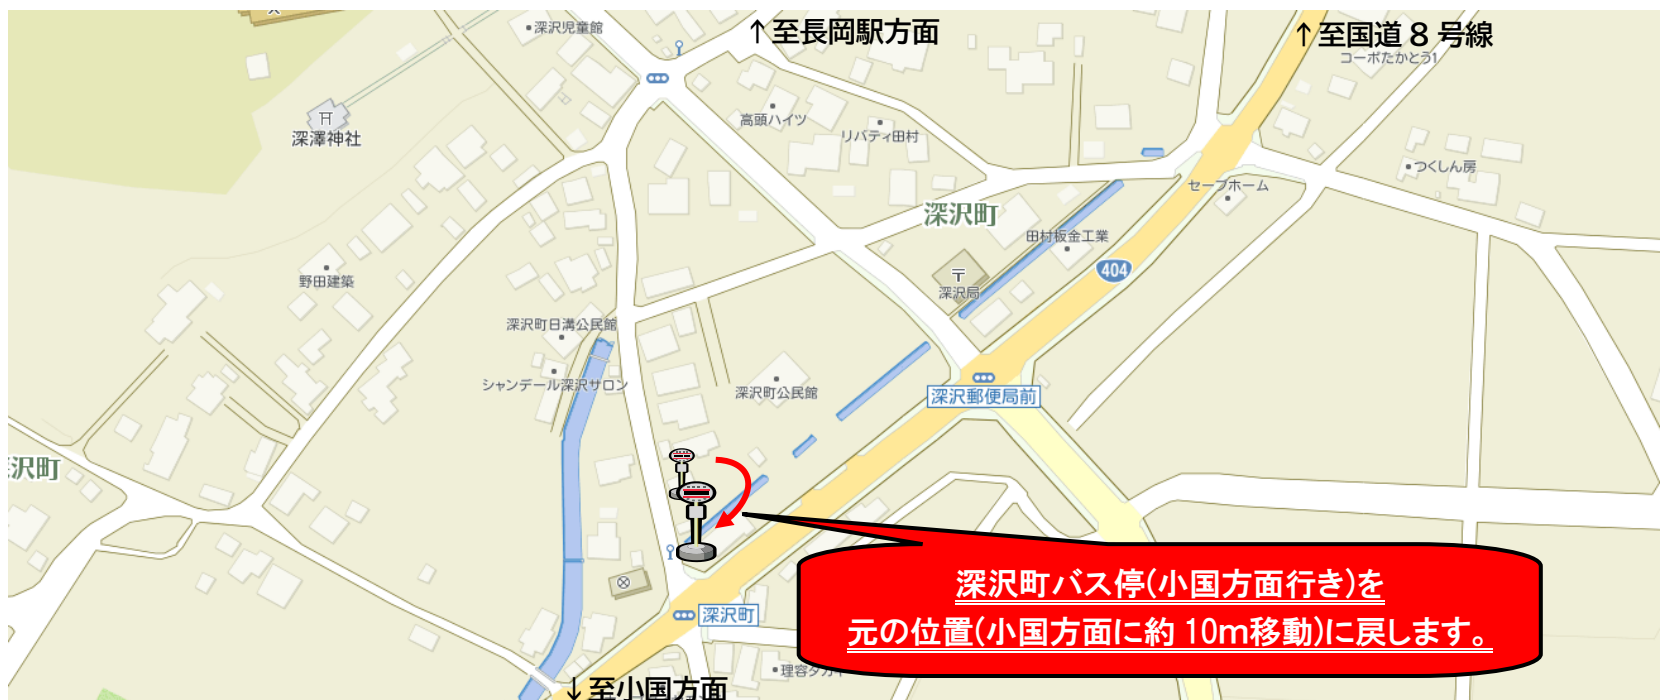 深沢児童館
↑至長岡駅方面
↑至国道8号線
コーポたかとう1
高頭ハイツ
リバティ田村
深澤神社
つくしん房
セーブホーム
深沢町
田村板金工業
404
野田建築
深沢局
深沢町日溝公民館
シャンデール深沢サロン
深沢町公民館
深沢郵便局前
沢町
深沢町バス停(小国方面行き)を
元の位置(小国方面に約10m移動)に戻します。
深沢町
理容タカ
↓至小国方面